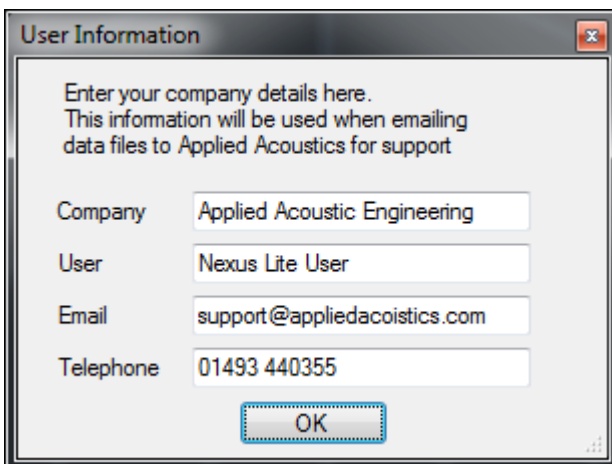 User Information
Enter your company details here.
This information will be used when emailing
data files to Applied Acoustics for support
Company Applied Acoustic Engineering
User Nexus Lite User
Email support@appliedacoistics.com
Telephone 01493 440355
OK